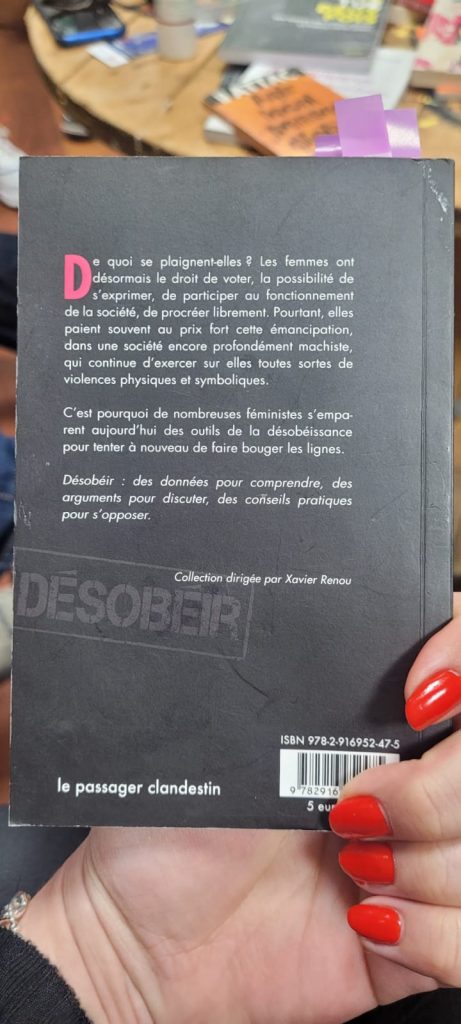 De quoi se plaignent-elles ? Les femmes ont
désormais le droit de voter, la possibilité de
s'exprimer, de participer au fonctionnement
de la société, de procréer librement. Pourtant, elles
paient souvent au prix fort cette émancipation,
dans une société encore profondément machiste,
qui continue d'exercer sur elles toutes sortes de
violences physiques et symboliques.
C'est pourquoi de nombreuses féministes s'empa-
rent aujourd'hui des outils de la désobéissance
pour tenter à nouveau de faire bouger les lignes.
Désobéir : des données pour comprendre, des
arguments pour discuter, des conseils pratiques
pour s'opposer.
Collection dirigée par Xavier Renou
DÉSOBÉIR
ISBN 978-2-916952-47-5
9 782916
le passager clandestin
5